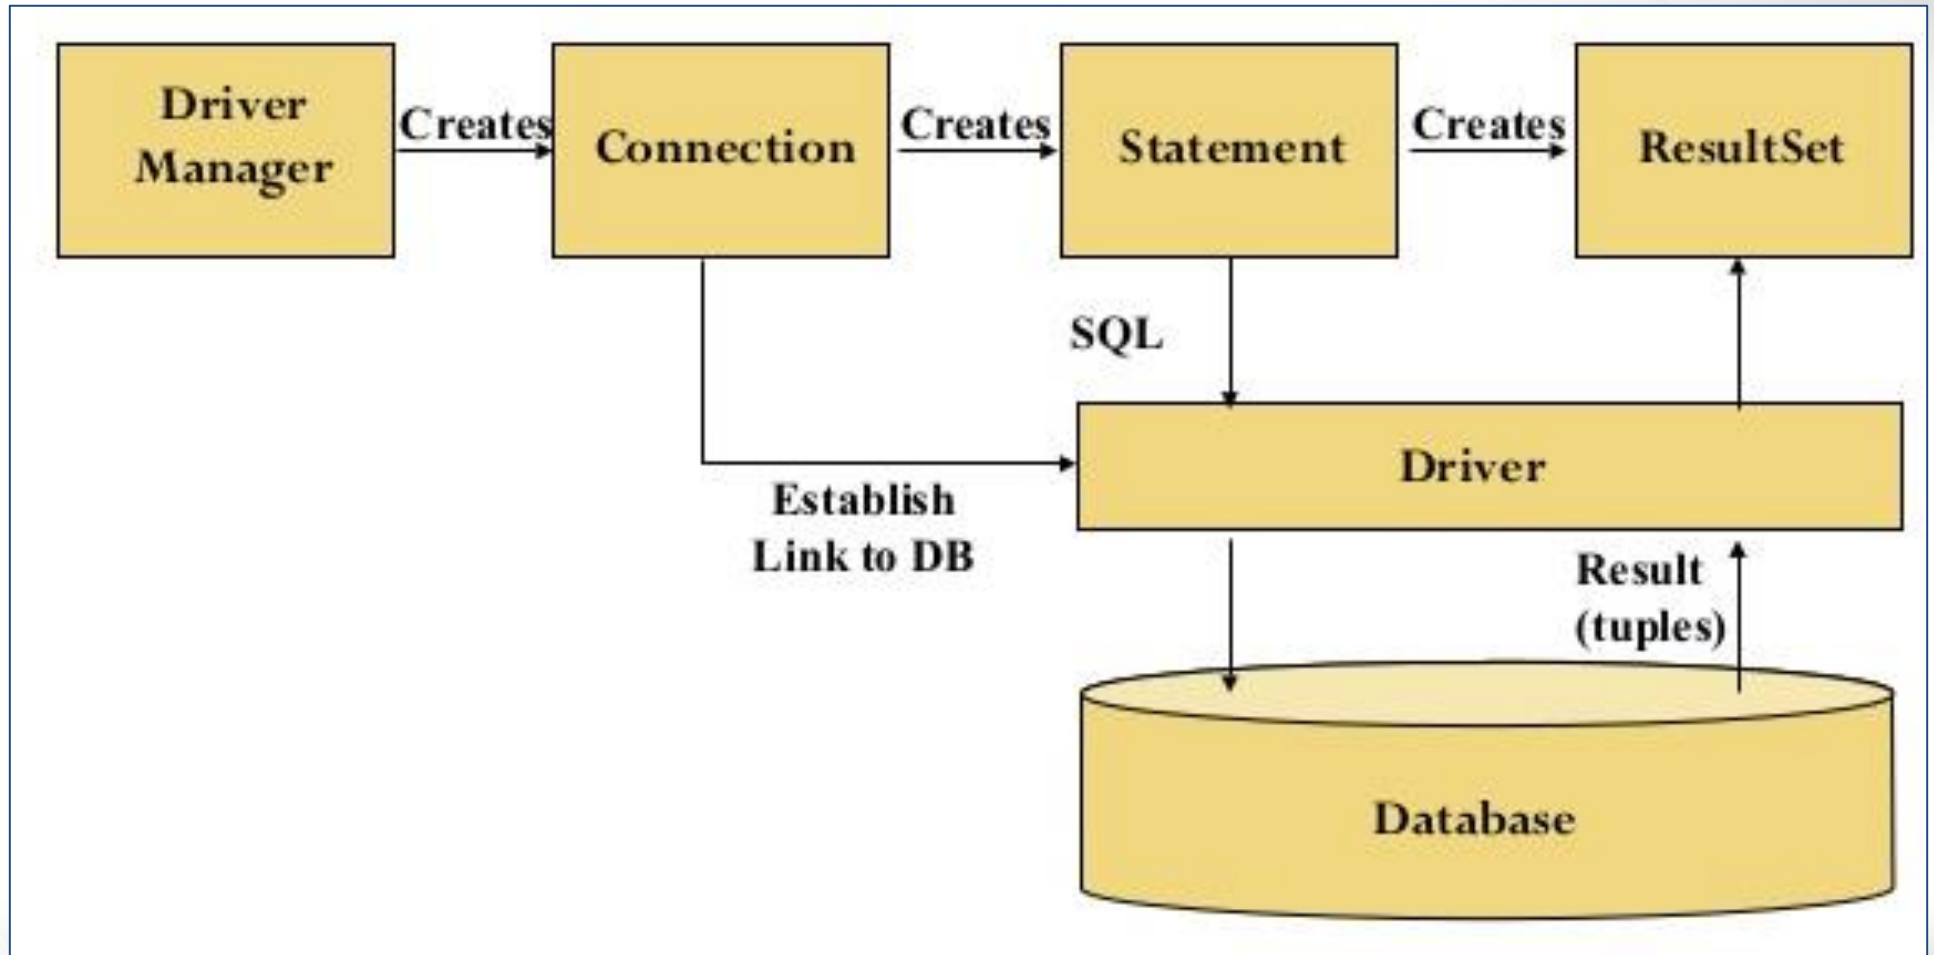 Driver
Manager
Creates
Connection
Creates
Statement
Creates
ResultSet
SQL
Driver
Establish
Link to DB
Result
(tuples)
Database